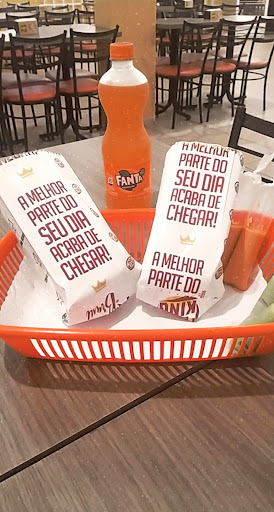 FANTA
A MELHOR
PARTE DO
SEU DIA
ACABA DE
CHEGAR!
A MELHOR
PARTE DO
SEU DIA
ACABA DE
CHEGAR!
A MELHOR
PARTE DO